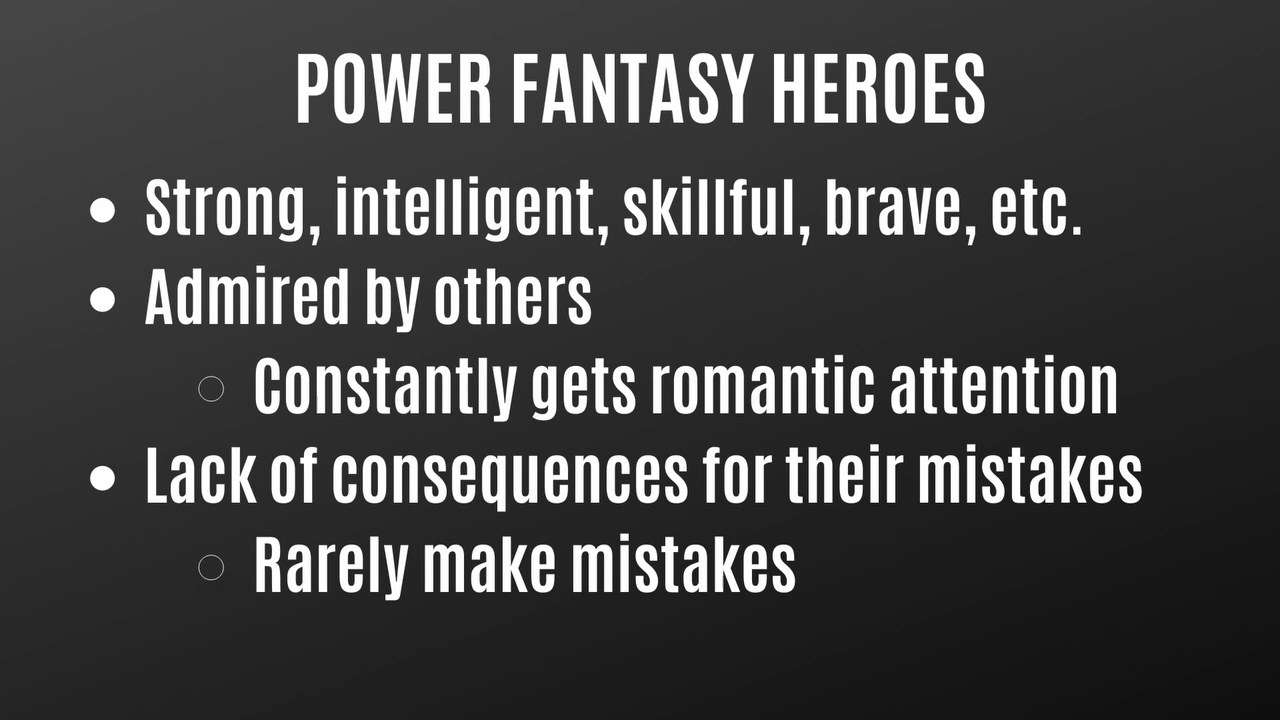 POWER FANTASY HEROES
Strong, intelligent, skillful, brave, etc.
Admired by others
Constantly gets romantic attention
Lack of consequences for their mistakes
Rarely make mistakes